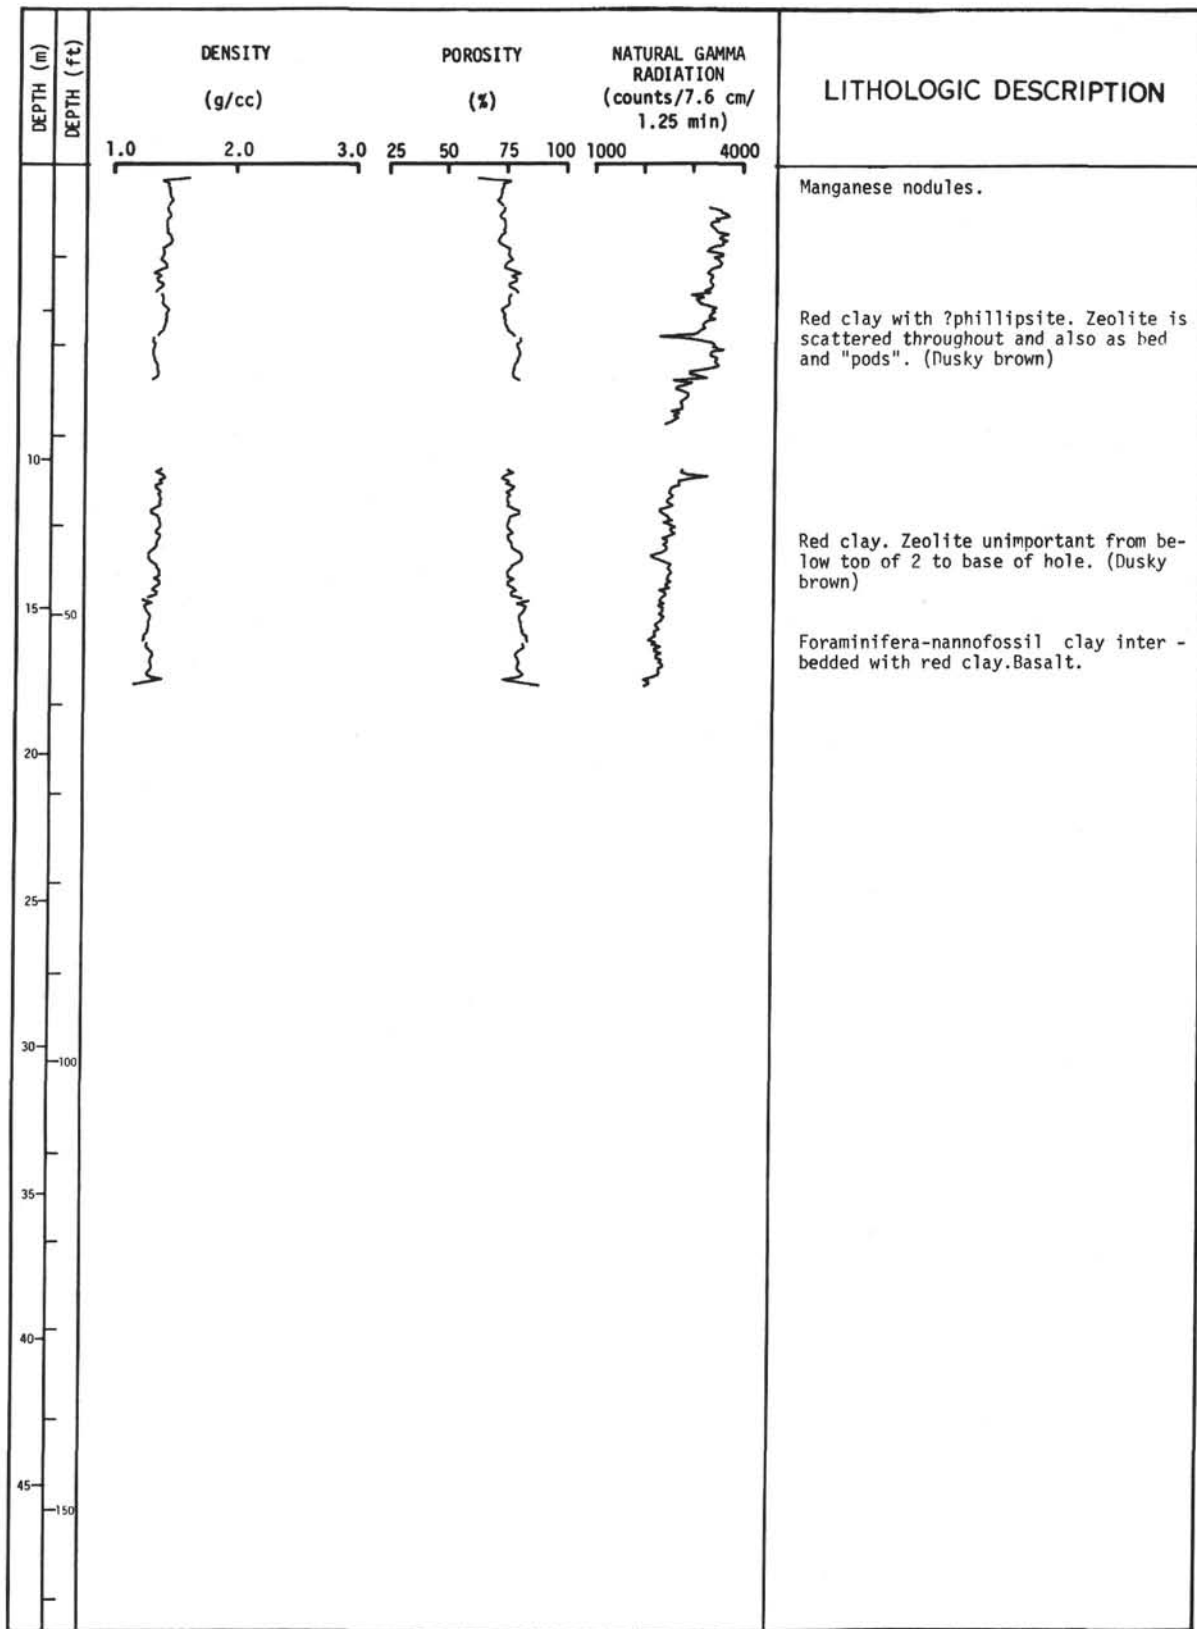 DEPTH (m)
DEPTH (ft)
DENSITY
(g/cc)
POROSITY
(%)
NATURAL GAMMA
RADIATION
(counts/7.6 cm/
1.25 min)
LITHOLOGIC DESCRIPTION
1.0 2.0 3.0 25 50 75 100 1000 4000
Manganese nodules.
Red clay with ?phillipsite. Zeolite is
scattered throughout and also as bed
and "pods". (Dusky brown)
10
Red clay. Zeolite unimportant from be-
low top of 2 to base of hole. (Dusky
brown)
15 50
Foraminifera-nannofossil clay inter -
bedded with red clay.Basalt.
20
25
30
100
35
40
45
150